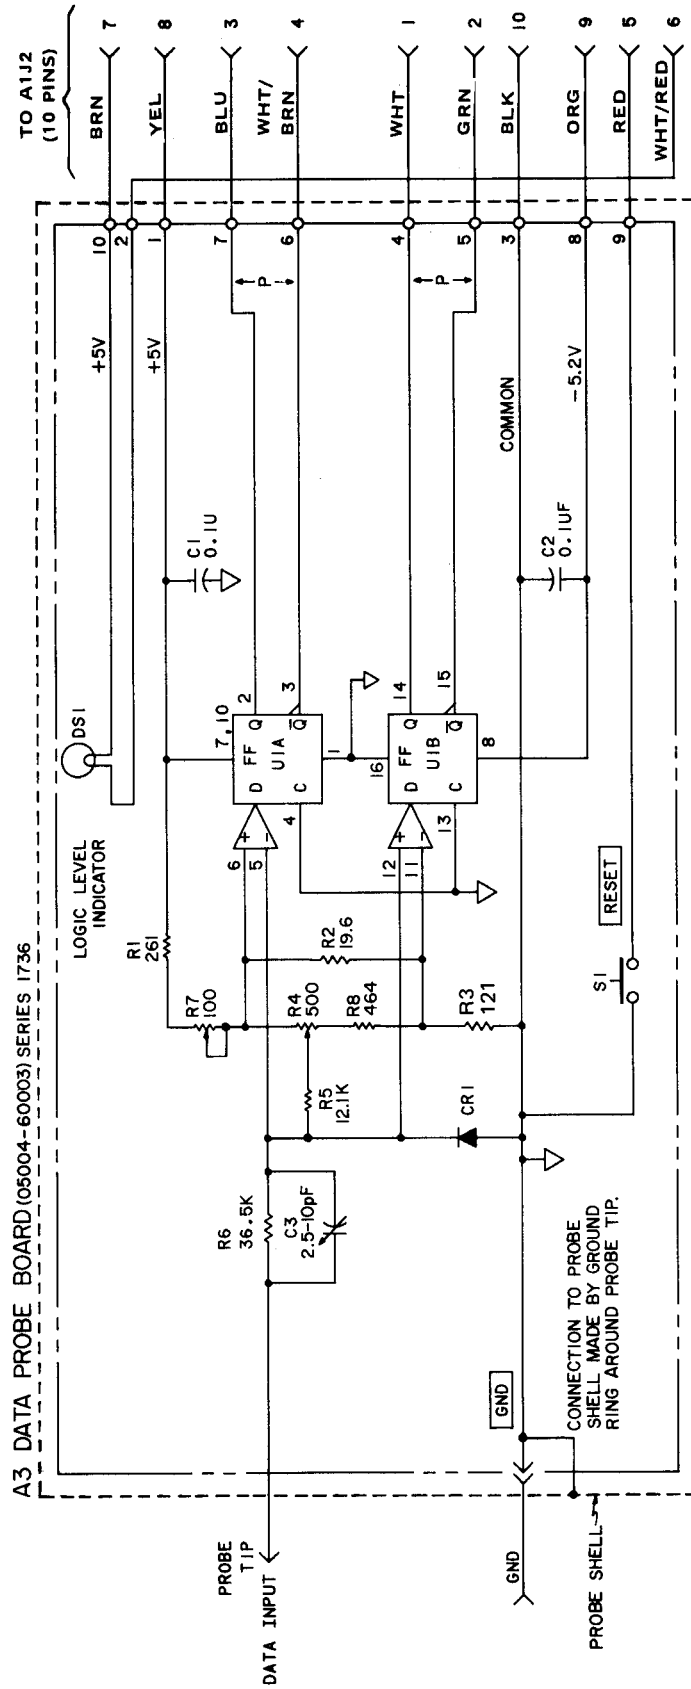 A3 DATA PROBE BOARD (05004-60003) SERIES 1736
TO A1J2
(10 PINS)
LOGIC LEVEL
INDICATOR
DS1
+5V
10
2
BRN
7
R1
261
R7
100
7, 10
C1
0.1U
+5V
1
YEL
8
PROBE
TIP
DATA INPUT
R6
36.5K
C3
2.5-10pF
R5
12.1K
R4
500
R8
464
R2
19.6
R3
121
6
5
+
-
D
FF
Q
U1A
C
Q̅
4
1
2
3
7
BLU
3
P
6
WHT/
BRN
4
12
11
+
-
D
FF
Q
U1B
C
Q̅
13
16
8
14
15
4
WHT
1
P
5
GRN
2
COMMON
3
BLK
10
C2
0.1UF
-5.2V
8
ORG
9
CR1
S1
RESET
9
RED
5
WHT/RED
6
GND
GND
CONNECTION TO PROBE
SHELL MADE BY GROUND
RING AROUND PROBE TIP.
PROBE SHELL